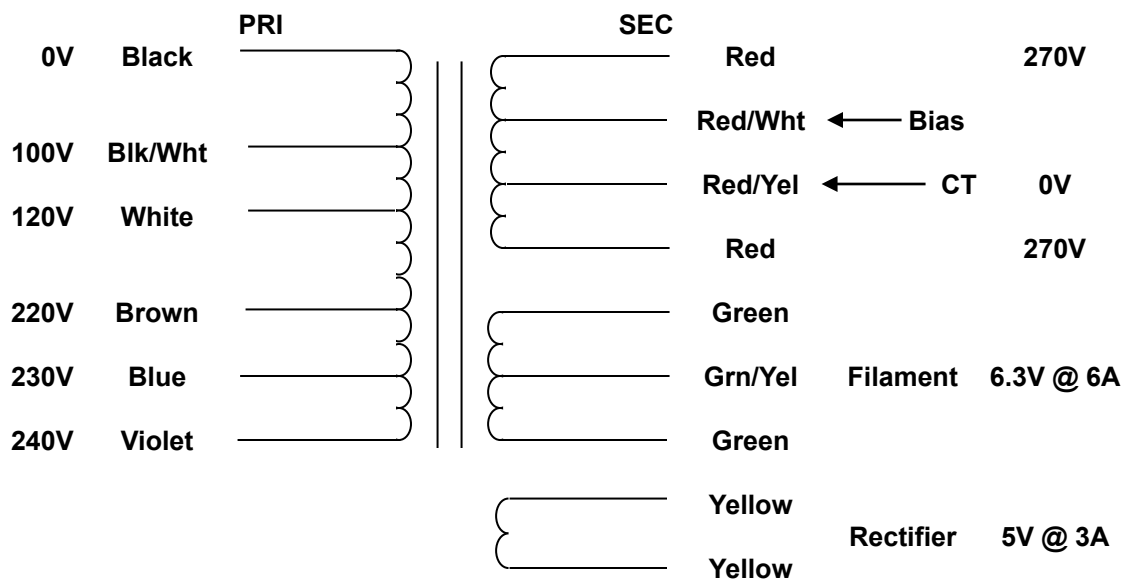 PRI SEC
0V Black Red 270V
Red/Wht Bias
100V Blk/Wht
Red/Yel CT 0V
120V White
Red 270V
220V Brown Green
230V Blue Grn/Yel Filament 6.3V @ 6A
240V Violet Green
Yellow
Rectifier 5V @ 3A
Yellow